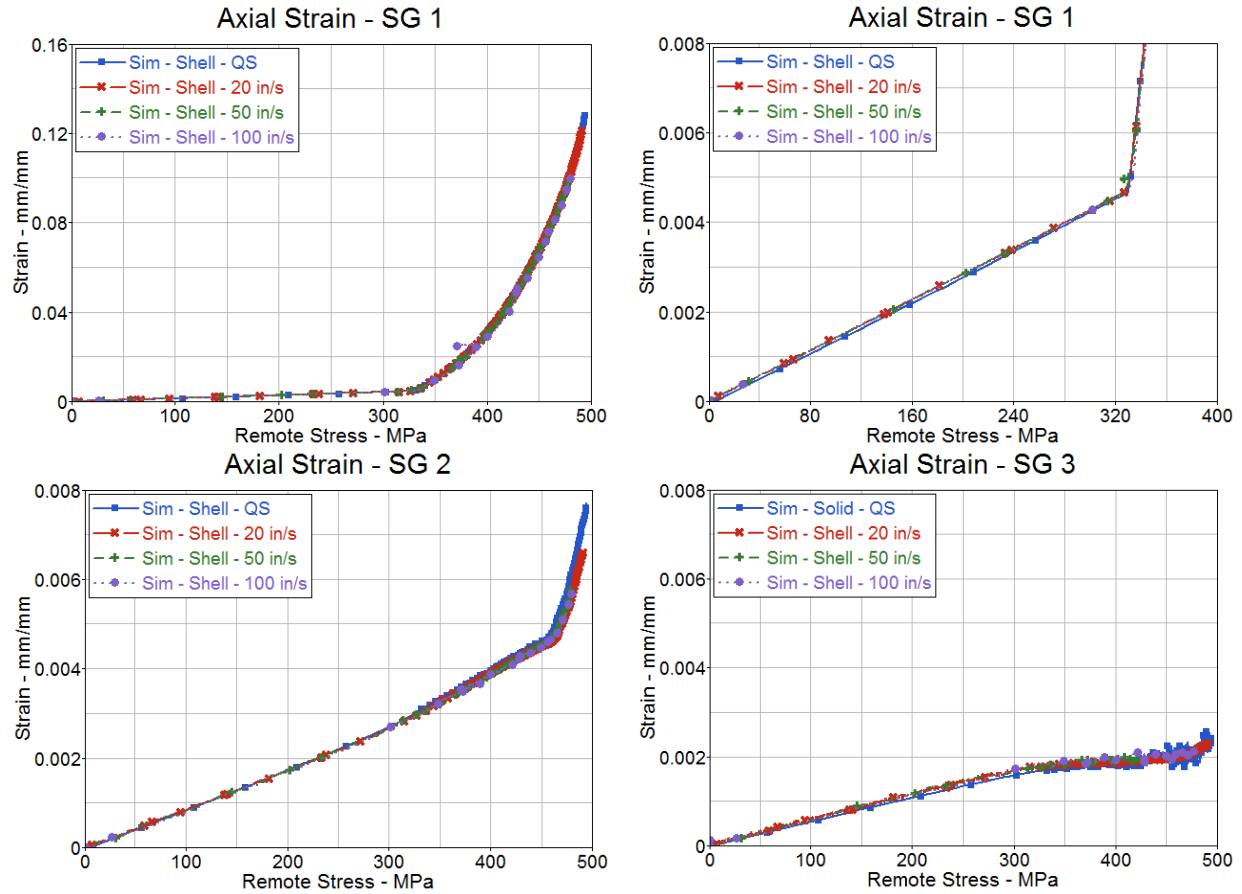 Axial Strain - SG 1
Strain - mm/mm
0.16
0.12
0.08
0.04
0
Sim - Shell - QS
Sim - Shell - 20 in/s
Sim - Shell - 50 in/s
Sim - Shell - 100 in/s
0 100 200 300 400 500
Remote Stress - MPa
Axial Strain - SG 1
Strain - mm/mm
0.008
0.006
0.004
0.002
0
Sim - Shell - QS
Sim - Shell - 20 in/s
Sim - Shell - 50 in/s
Sim - Shell - 100 in/s
0 80 160 240 320 400
Remote Stress - MPa
Axial Strain - SG 2
Strain - mm/mm
0.008
0.006
0.004
0.002
0
Sim - Shell - QS
Sim - Shell - 20 in/s
Sim - Shell - 50 in/s
Sim - Shell - 100 in/s
0 100 200 300 400 500
Remote Stress - MPa
Axial Strain - SG 3
Strain - mm/mm
0.008
0.006
0.004
0.002
0
Sim - Solid - QS
Sim - Shell - 20 in/s
Sim - Shell - 50 in/s
Sim - Shell - 100 in/s
0 100 200 300 400 500
Remote Stress - MPa